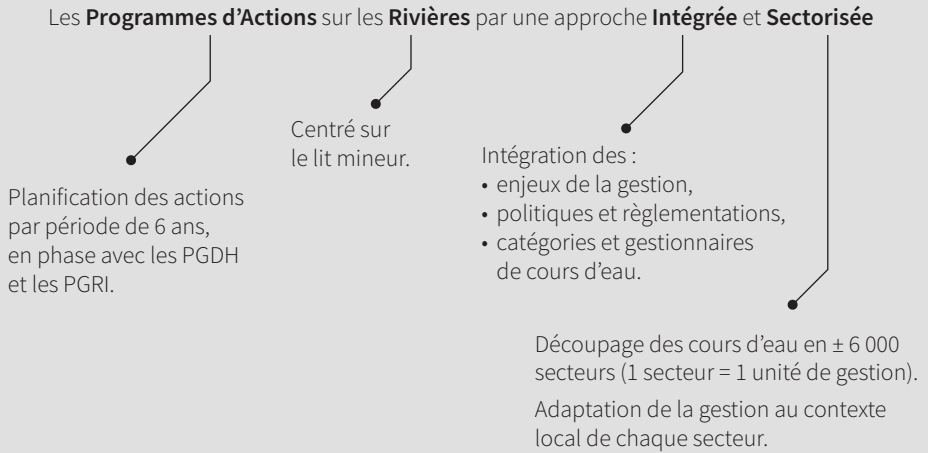 Les Programmes d’Actions sur les Rivières par une approche Intégrée et Sectorisée
Centré sur
le lit mineur.
Intégration des :
• enjeux de la gestion,
• politiques et règlementations,
• catégories et gestionnaires
de cours d'eau.
Planification des actions
par période de 6 ans,
en phase avec les PGDH
et les PGRI.
Découpage des cours d’eau en ± 6 000
secteurs (1 secteur = 1 unité de gestion).
Adaptation de la gestion au contexte
local de chaque secteur.